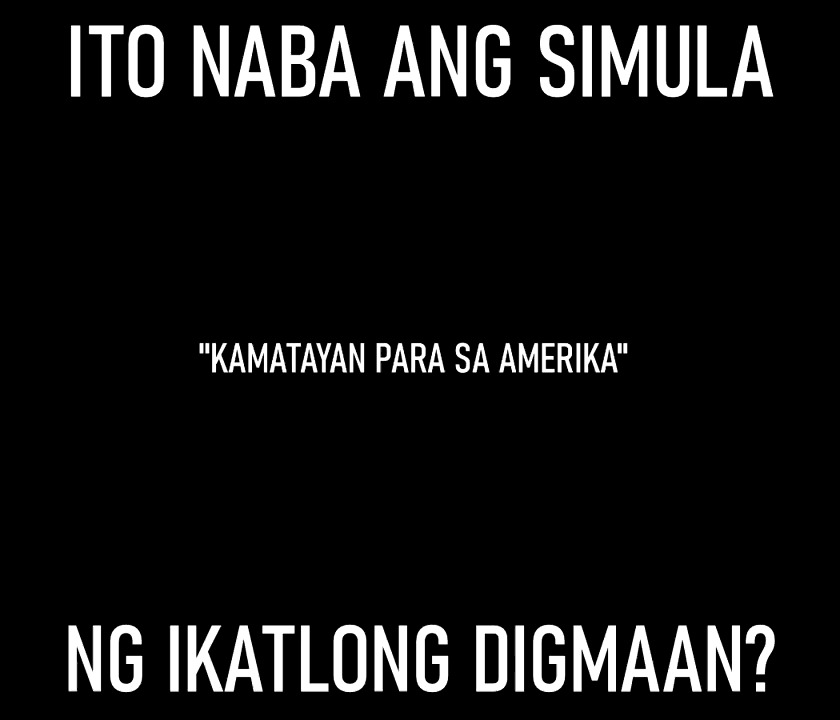 ITO NABA ANG SIMULA
"KAMATAYAN PARA SA AMERIKA"
NG IKATLONG DIGMAAN?